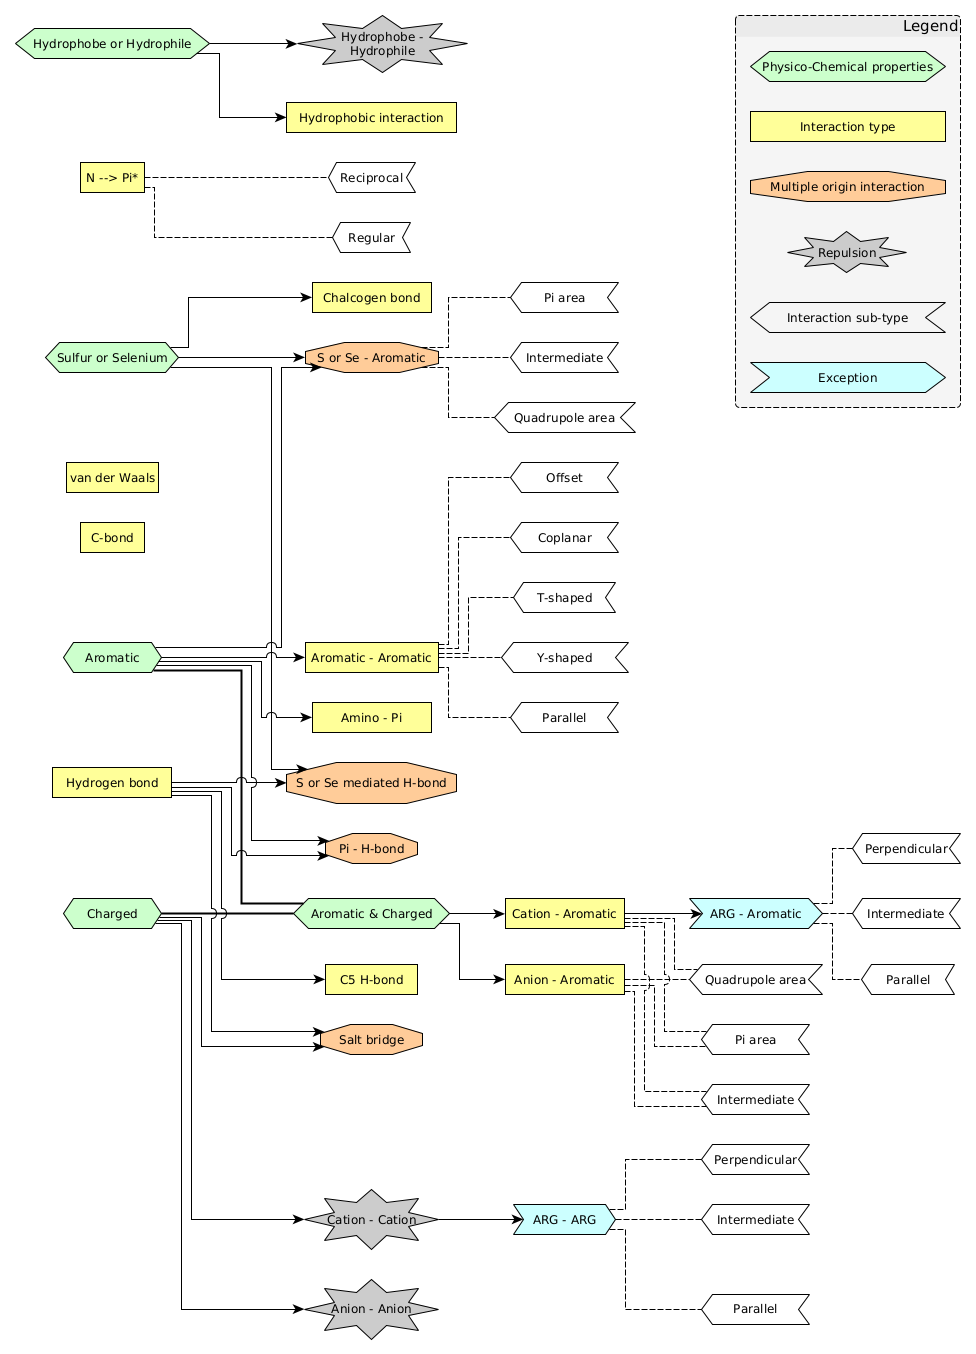 Legend
Hydrophobe or Hydrophile
Hydrophobe -
Hydrophile
Physico-Chemical properties
Hydrophobic interaction
Interaction type
N --> Pi*
Reciprocal
Multiple origin interaction
Regular
Repulsion
Chalcogen bond
Pi area
Interaction sub-type
Sulfur or Selenium
S or Se - Aromatic
Intermediate
Exception
Quadrupole area
van der Waals
Offset
C-bond
Coplanar
T-shaped
Aromatic
Aromatic - Aromatic
Y-shaped
Amino - Pi
Parallel
Hydrogen bond
S or Se mediated H-bond
Pi - H-bond
Perpendicular
Charged
Aromatic & Charged
Cation - Aromatic
ARG - Aromatic
Intermediate
C5 H-bond
Anion - Aromatic
Quadrupole area
Parallel
Salt bridge
Pi area
Intermediate
Perpendicular
Cation - Cation
ARG - ARG
Intermediate
Anion - Anion
Parallel